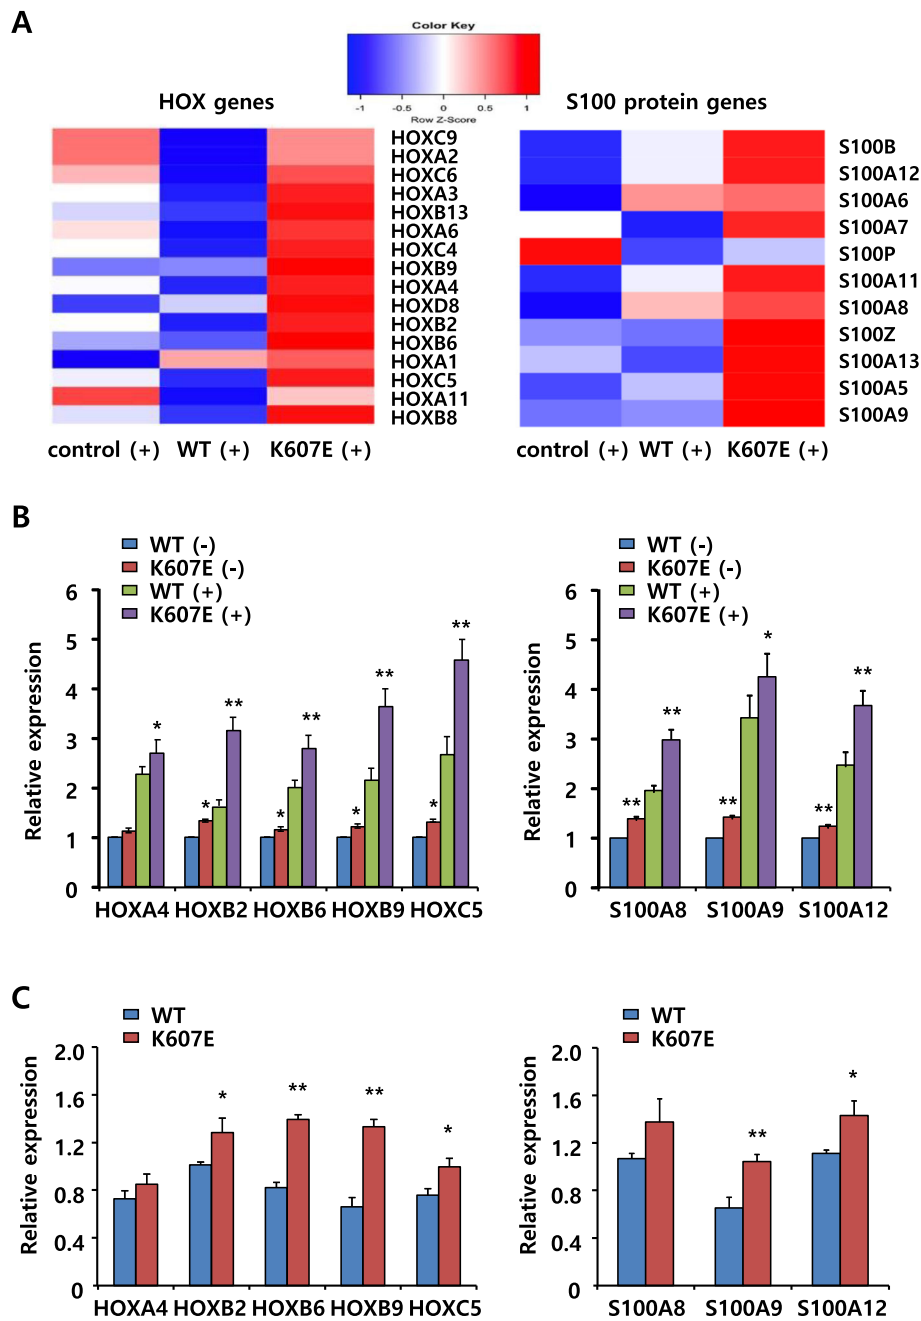 A
Color Key
-1 -0.5 0 0.5 1
Row Z-Score
HOX genes
HOXC9
HOXA2
HOXC6
HOXA3
HOXB13
HOXA6
HOXC4
HOXB9
HOXA4
HOXD8
HOXB2
HOXB6
HOXA1
HOXC5
HOXA11
HOXB8
control (+) WT (+) K607E (+)
S100 protein genes
S100B
S100A12
S100A6
S100A7
S100P
S100A11
S100A8
S100Z
S100A13
S100A5
S100A9
control (+) WT (+) K607E (+)
B
WT (-)
K607E (-)
WT (+)
K607E (+)
Relative expression
6
5
4
3
2
1
0
*
* **
* **
* **
* **
HOXA4 HOXB2 HOXB6 HOXB9 HOXC5
WT (-)
K607E (-)
WT (+)
K607E (+)
Relative expression
6
5
4
3
2
1
0
** **
** *
** **
S100A8 S100A9 S100A12
C
WT
K607E
Relative expression
2.0
1.6
1.2
0.8
0.4
0
* ** ** *
HOXA4 HOXB2 HOXB6 HOXB9 HOXC5
WT
K607E
Relative expression
2.0
1.6
1.2
0.8
0.4
0
** *
S100A8 S100A9 S100A12